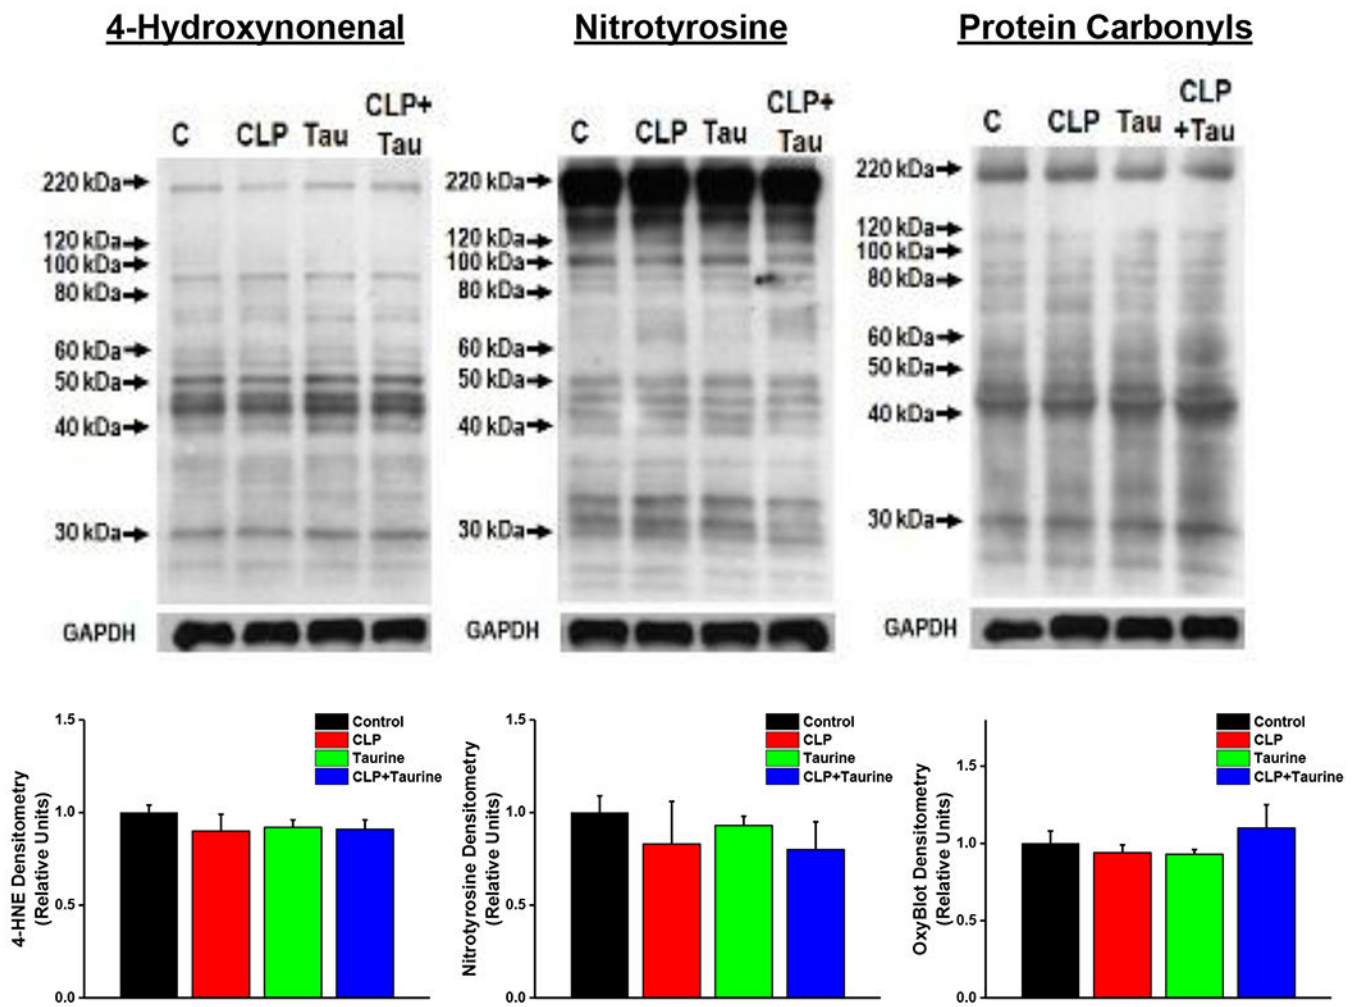 4-Hydroxynonenal
C CLP Tau CLP+ Tau
220 kDa
120 kDa
100 kDa
80 kDa
60 kDa
50 kDa
40 kDa
30 kDa
GAPDH
Nitrotyrosine
C CLP Tau CLP+ Tau
220 kDa
120 kDa
100 kDa
80 kDa
60 kDa
50 kDa
40 kDa
30 kDa
GAPDH
Protein Carbonyls
C CLP Tau CLP +Tau
220 kDa
120 kDa
100 kDa
80 kDa
60 kDa
50 kDa
40 kDa
30 kDa
GAPDH
4-HNE Densitometry
(Relative Units)
1.5
1.0
0.5
0.0
Control
CLP
Taurine
CLP+Taurine
Nitrotyrosine Densitometry
(Relative Units)
1.5
1.0
0.5
0.0
Control
CLP
Taurine
CLP+Taurine
OxyBlot Densitometry
(Relative Units)
1.5
1.0
0.5
0.0
Control
CLP
Taurine
CLP+Taurine